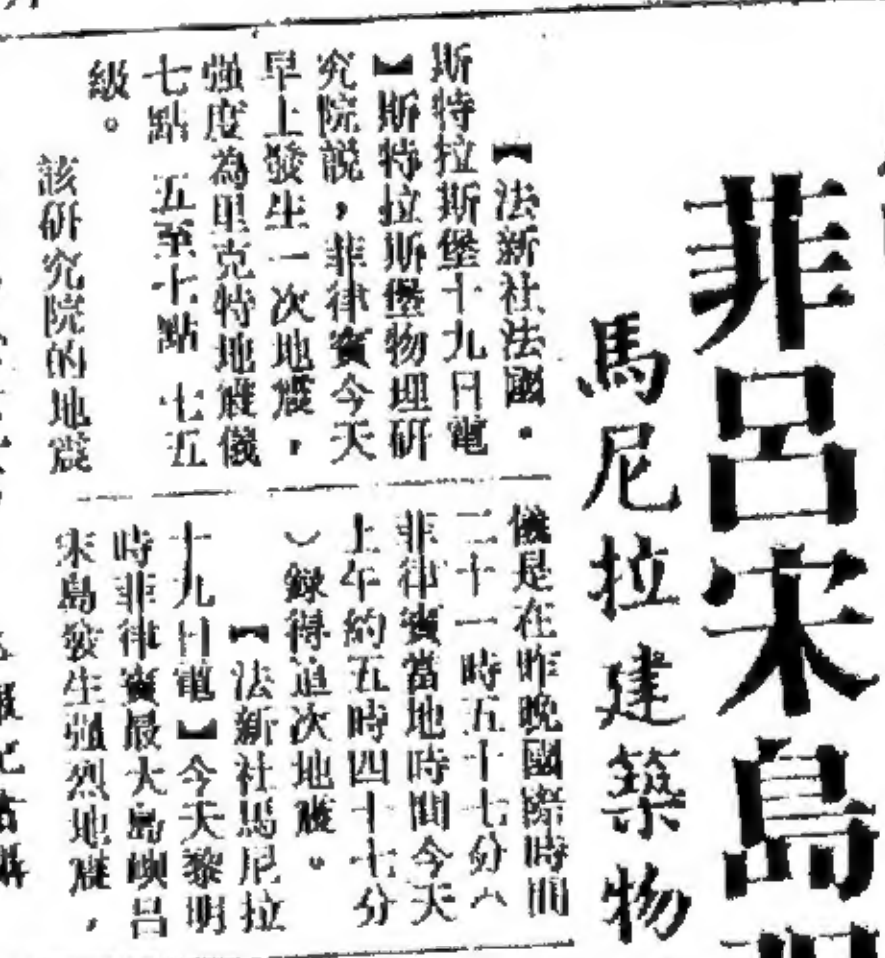 菲呂宋島
馬尼拉建築物
【法新社法國·
斯特拉斯堡十九日電
】斯特拉斯堡物理研
究院説，菲律賓今天
早上發生一次地震，
强度為里克特地震儀
七點 五至七點 七五
級。
該研究院的地震
儀是在昨晚國際時間
二十一時五十七分（
菲律賓當地時間今天
上午約五時四十七分
）錄得這次地震。
【法新社馬尼拉
十九日電】今天黎明
時菲律賓最大島嶼呂
宋島發生强烈地震，